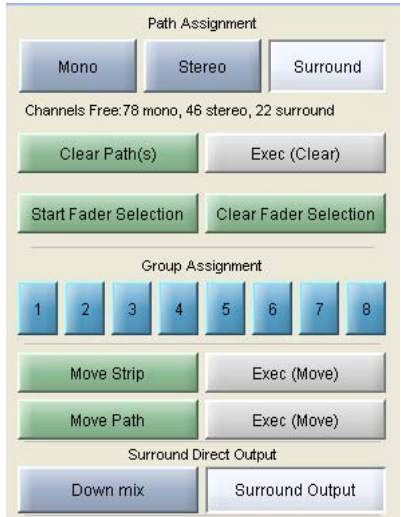 Path Assignment
Mono Stereo Surround
Channels Free:78 mono, 46 stereo, 22 surround
Clear Path(s) Exec (Clear)
Start Fader Selection Clear Fader Selection
Group Assignment
1 2 3 4 5 6 7 8
Move Strip Exec (Move)
Move Path Exec (Move)
Surround Direct Output
Down mix Surround Output